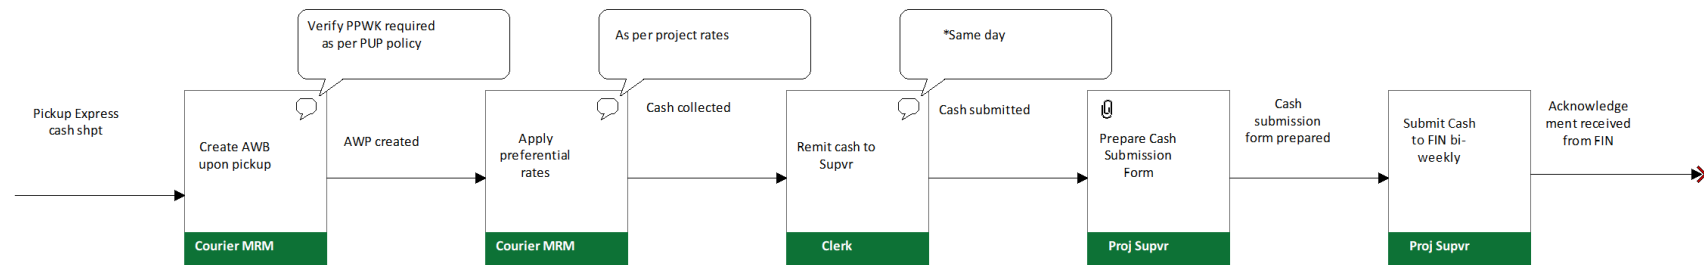 Verify PPWK required
as per PUP policy
As per project rates
*Same day
Pickup Express
cash shpt
Create AWB
upon pickup
Courier MRM
AWP created
Apply
preferential
rates
Courier MRM
Cash collected
Remit cash to
Supvr
Clerk
Cash submitted
Prepare Cash
Submission
Form
Proj Supvr
Cash
submission
form prepared
Submit Cash
to FIN bi-
weekly
Proj Supvr
Acknowledge
ment received
from FIN